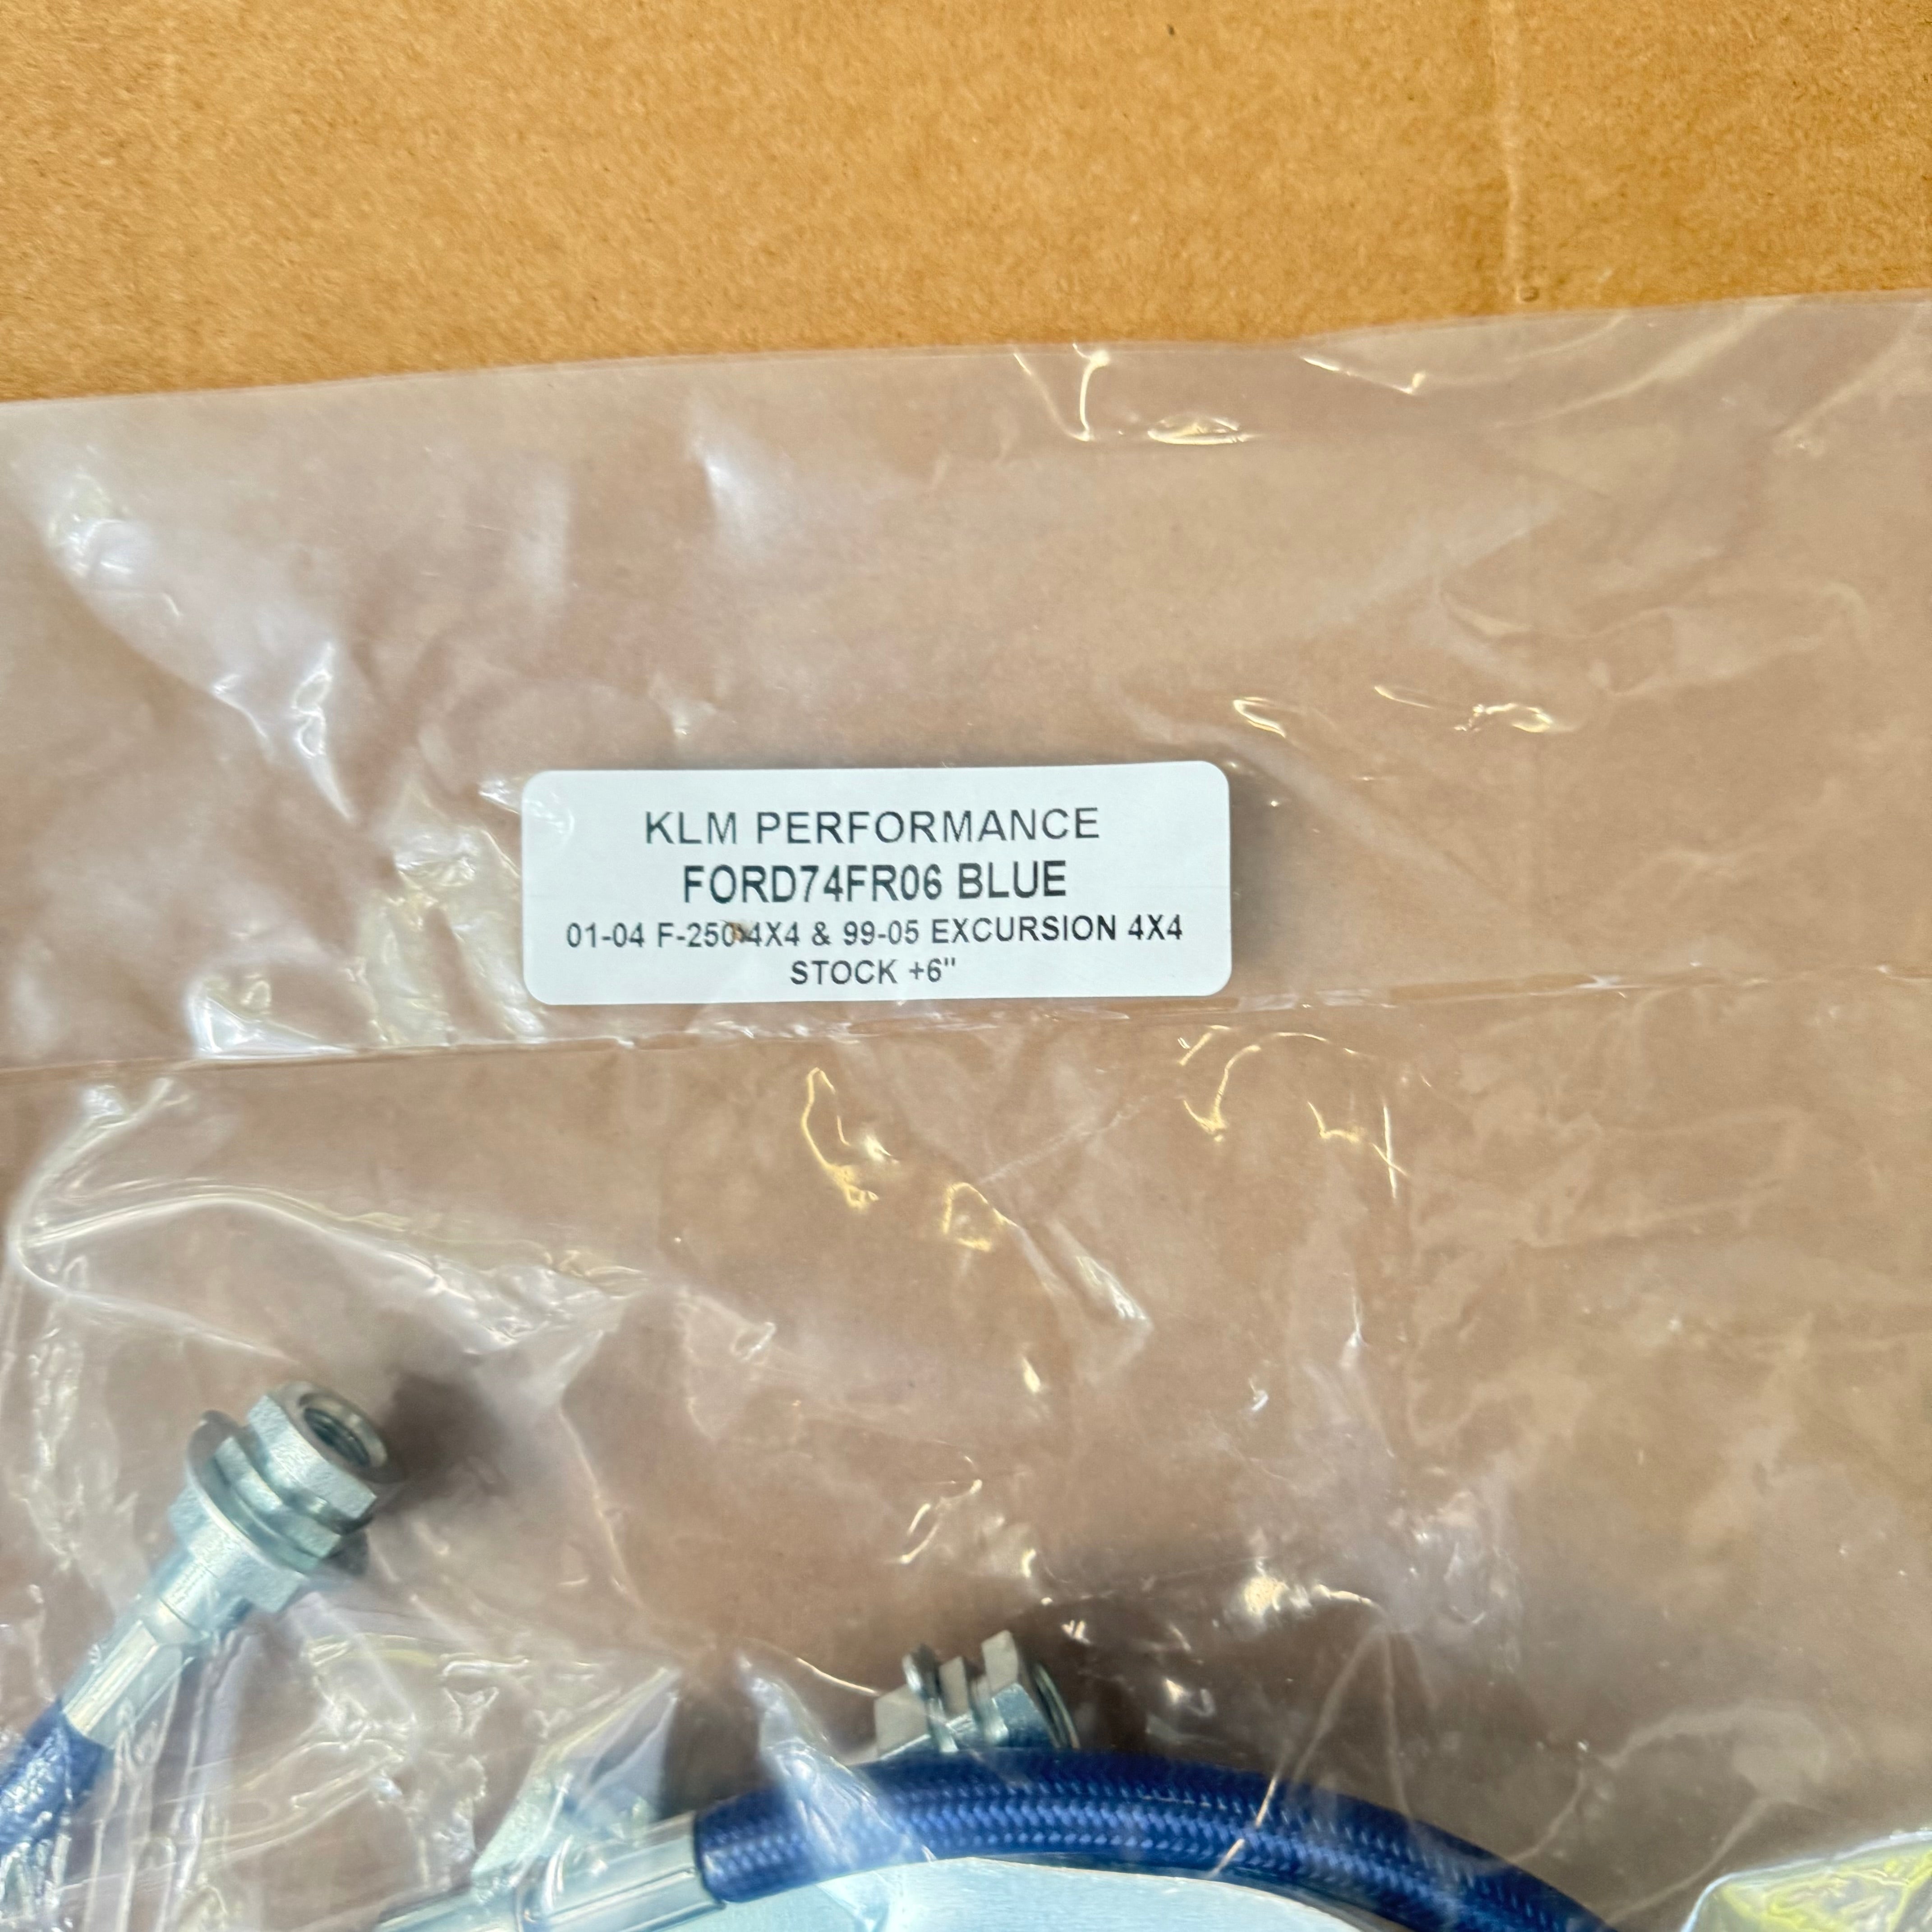 KLM PERFORMANCE
FORD74FR06 BLUE
01-04 F-250 4X4 & 99-05 EXCURSION 4X4
STOCK +6"